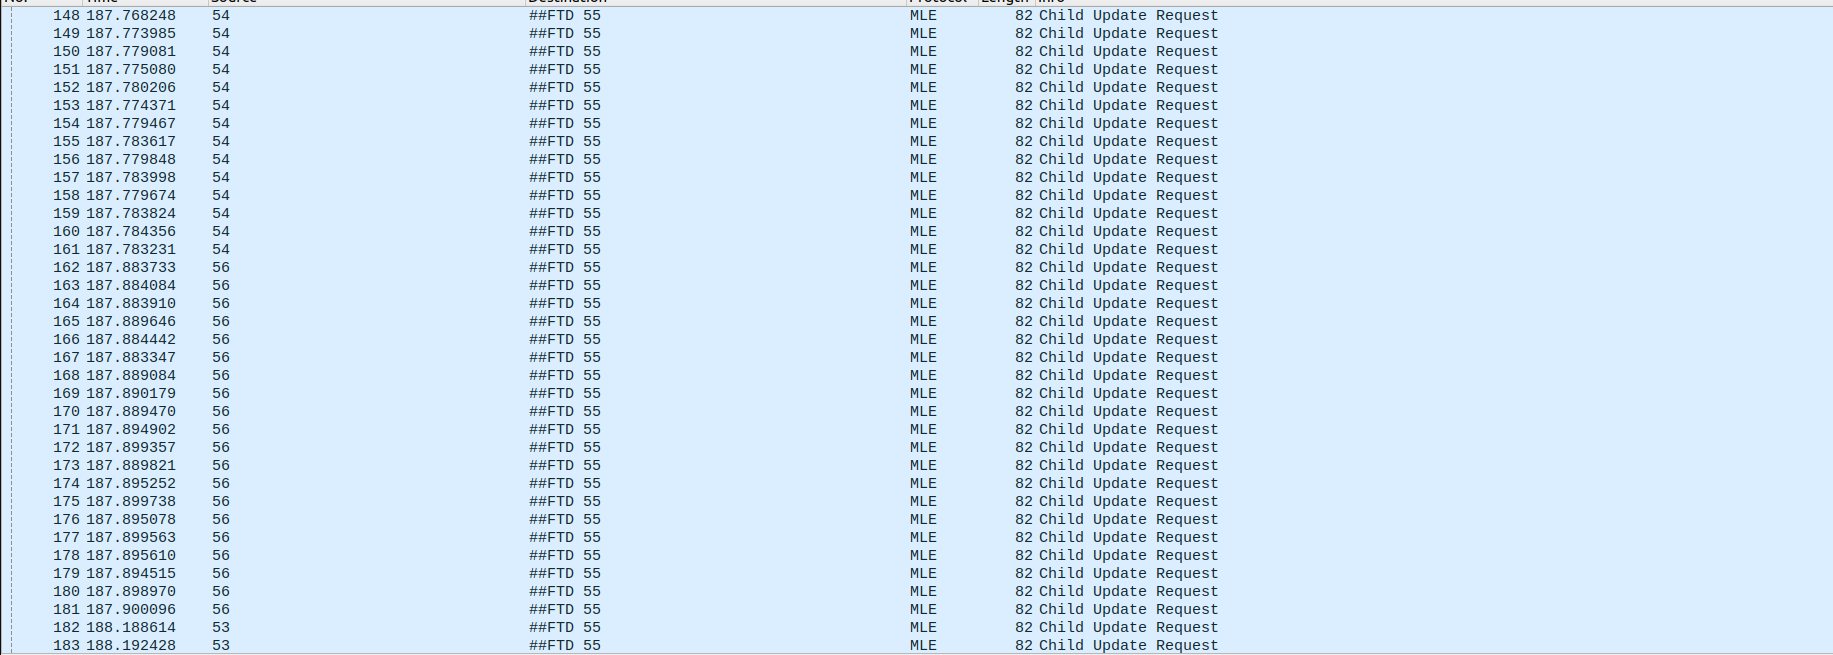 No. Time Source Destination Protocol Length Info
148 187.768248 54 ##FTD 55 MLE 82 Child Update Request
149 187.773985 54 ##FTD 55 MLE 82 Child Update Request
150 187.779081 54 ##FTD 55 MLE 82 Child Update Request
151 187.775080 54 ##FTD 55 MLE 82 Child Update Request
152 187.780206 54 ##FTD 55 MLE 82 Child Update Request
153 187.774371 54 ##FTD 55 MLE 82 Child Update Request
154 187.779467 54 ##FTD 55 MLE 82 Child Update Request
155 187.783617 54 ##FTD 55 MLE 82 Child Update Request
156 187.779848 54 ##FTD 55 MLE 82 Child Update Request
157 187.783998 54 ##FTD 55 MLE 82 Child Update Request
158 187.779674 54 ##FTD 55 MLE 82 Child Update Request
159 187.783824 54 ##FTD 55 MLE 82 Child Update Request
160 187.784356 54 ##FTD 55 MLE 82 Child Update Request
161 187.783231 54 ##FTD 55 MLE 82 Child Update Request
162 187.883733 56 ##FTD 55 MLE 82 Child Update Request
163 187.884084 56 ##FTD 55 MLE 82 Child Update Request
164 187.883910 56 ##FTD 55 MLE 82 Child Update Request
165 187.889646 56 ##FTD 55 MLE 82 Child Update Request
166 187.884442 56 ##FTD 55 MLE 82 Child Update Request
167 187.883347 56 ##FTD 55 MLE 82 Child Update Request
168 187.889084 56 ##FTD 55 MLE 82 Child Update Request
169 187.890179 56 ##FTD 55 MLE 82 Child Update Request
170 187.889470 56 ##FTD 55 MLE 82 Child Update Request
171 187.894902 56 ##FTD 55 MLE 82 Child Update Request
172 187.899357 56 ##FTD 55 MLE 82 Child Update Request
173 187.889821 56 ##FTD 55 MLE 82 Child Update Request
174 187.895252 56 ##FTD 55 MLE 82 Child Update Request
175 187.899738 56 ##FTD 55 MLE 82 Child Update Request
176 187.895078 56 ##FTD 55 MLE 82 Child Update Request
177 187.899563 56 ##FTD 55 MLE 82 Child Update Request
178 187.895610 56 ##FTD 55 MLE 82 Child Update Request
179 187.894515 56 ##FTD 55 MLE 82 Child Update Request
180 187.898970 56 ##FTD 55 MLE 82 Child Update Request
181 187.900096 56 ##FTD 55 MLE 82 Child Update Request
182 188.188614 53 ##FTD 55 MLE 82 Child Update Request
183 188.192428 53 ##FTD 55 MLE 82 Child Update Request